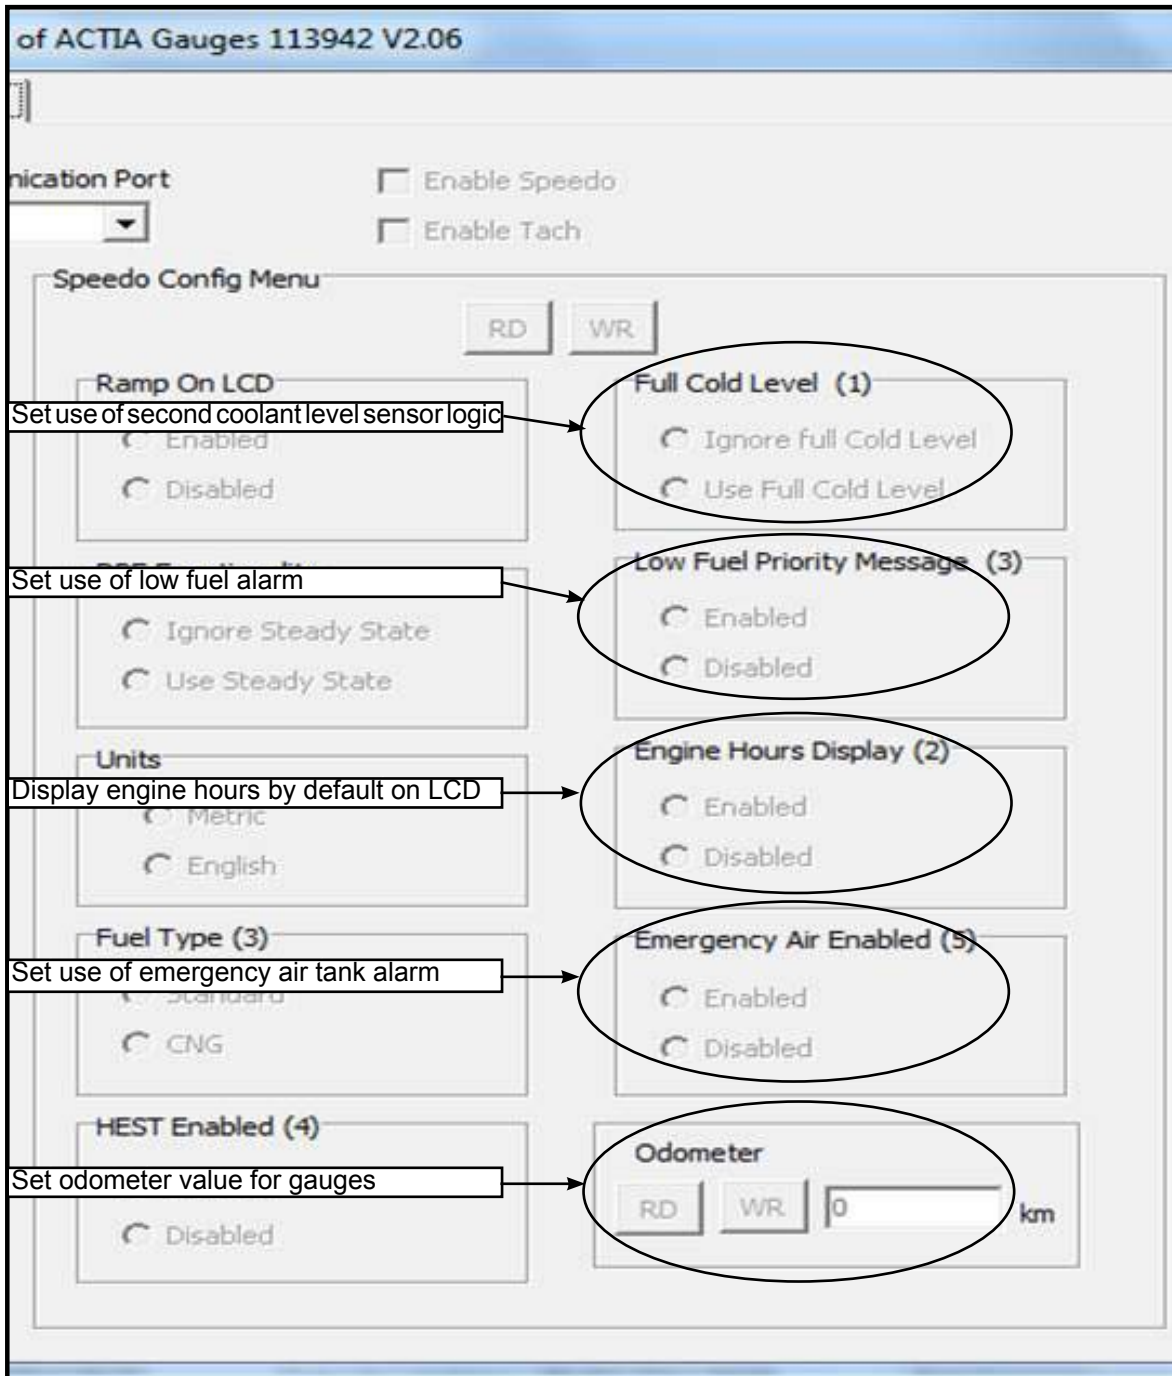 of ACTIA Gauges 113942 V2.06
nication Port
Enable Speedo
Enable Tach
Speedo Config Menu
RD WR
Ramp On LCD
Full Cold Level (1)
Set use of second coolant level sensor logic
Enabled
Ignore full Cold Level
Disabled
Use Full Cold Level
Low Fuel Priority Message (3)
Set use of low fuel alarm
Ignore Steady State
Enabled
Use Steady State
Disabled
Units
Engine Hours Display (2)
Display engine hours by default on LCD
Metric
Enabled
English
Disabled
Fuel Type (3)
Emergency Air Enabled (5)
Set use of emergency air tank alarm
Standard
Enabled
CNG
Disabled
HEST Enabled (4)
Odometer
Set odometer value for gauges
RD WR 0 km
Disabled